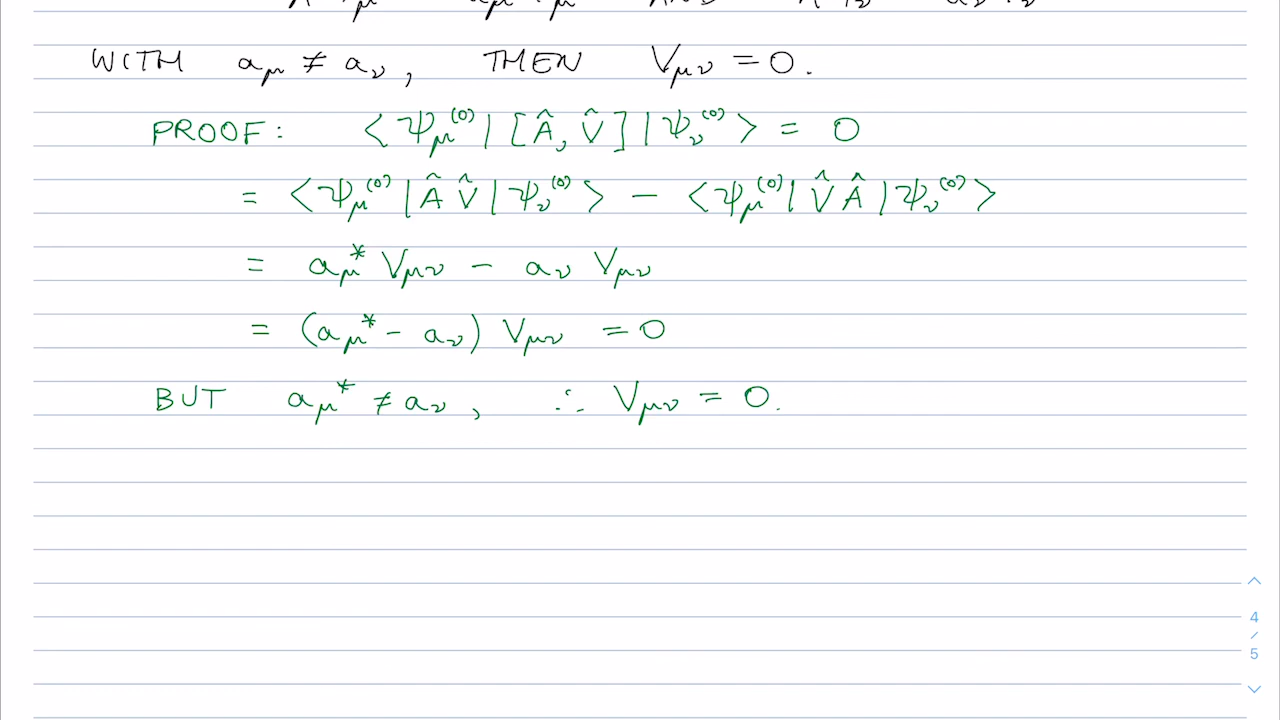 WITH aμ ≠ aν, THEN Vμν = 0.
PROOF: ⟨ψμ⁽⁰⁾| [Â, V̂] |ψν⁽⁰⁾⟩ = 0
= ⟨ψμ⁽⁰⁾|Â V̂|ψν⁽⁰⁾⟩ − ⟨ψμ⁽⁰⁾|V̂ Â|ψν⁽⁰⁾⟩
= aμ* Vμν − aν Vμν
= (aμ* − aν) Vμν = 0
BUT aμ* ≠ aν, ∴ Vμν = 0.
4
/
5